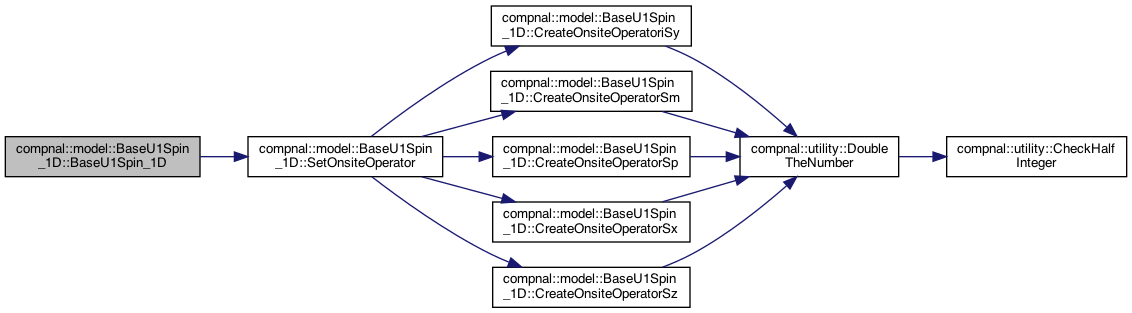 compnal::model::BaseU1Spin
_1D::BaseU1Spin_1D
compnal::model::BaseU1Spin
_1D::SetOnsiteOperator
compnal::model::BaseU1Spin
_1D::CreateOnsiteOperatoriSy
compnal::model::BaseU1Spin
_1D::CreateOnsiteOperatorSm
compnal::model::BaseU1Spin
_1D::CreateOnsiteOperatorSp
compnal::model::BaseU1Spin
_1D::CreateOnsiteOperatorSx
compnal::model::BaseU1Spin
_1D::CreateOnsiteOperatorSz
compnal::utility::Double
TheNumber
compnal::utility::CheckHalf
Integer